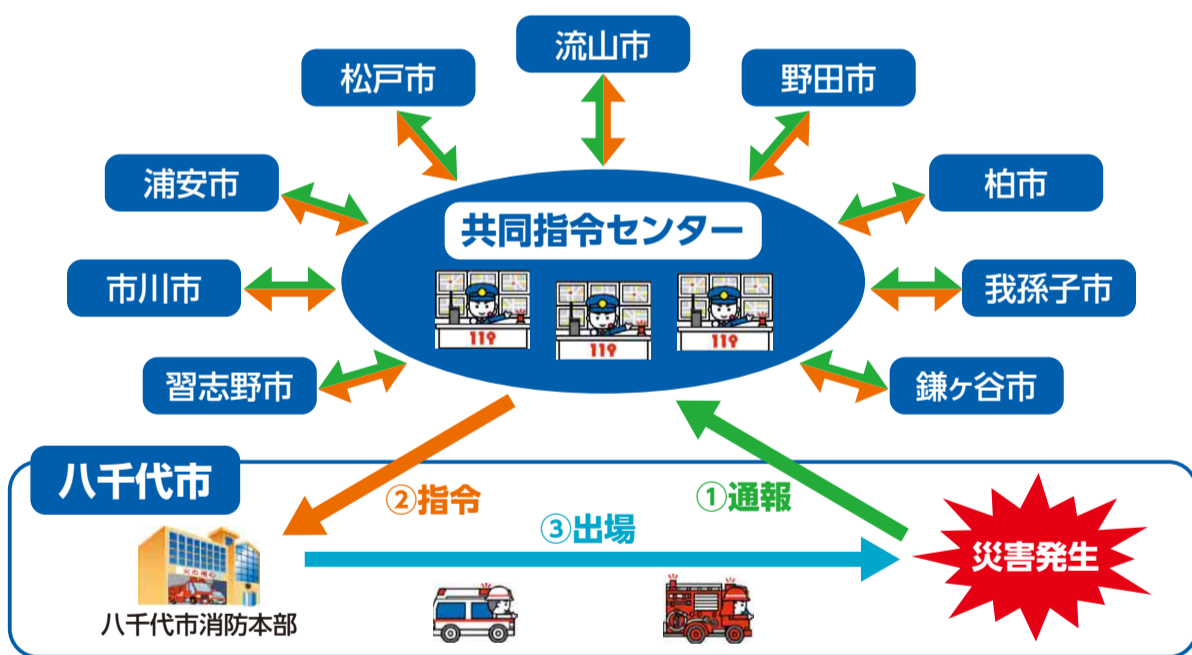 流山市
松戸市
野田市
浦安市
柏市
共同指令センター
市川市
我孫子市
119
119
119
習志野市
鎌ヶ谷市
八千代市
②指令
①通報
③出場
災害発生
八千代市消防本部